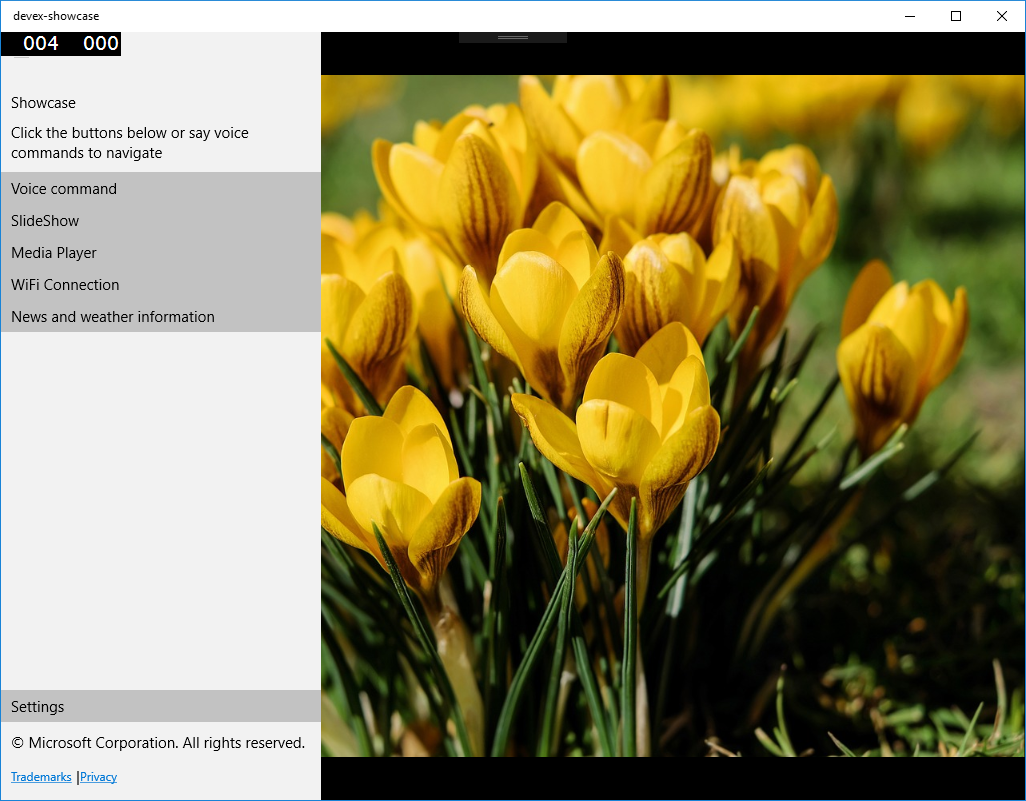 devex-showcase
004 000
Showcase
Click the buttons below or say voice
commands to navigate
Voice command
SlideShow
Media Player
WiFi Connection
News and weather information
Settings
© Microsoft Corporation. All rights reserved.
Trademarks |Privacy